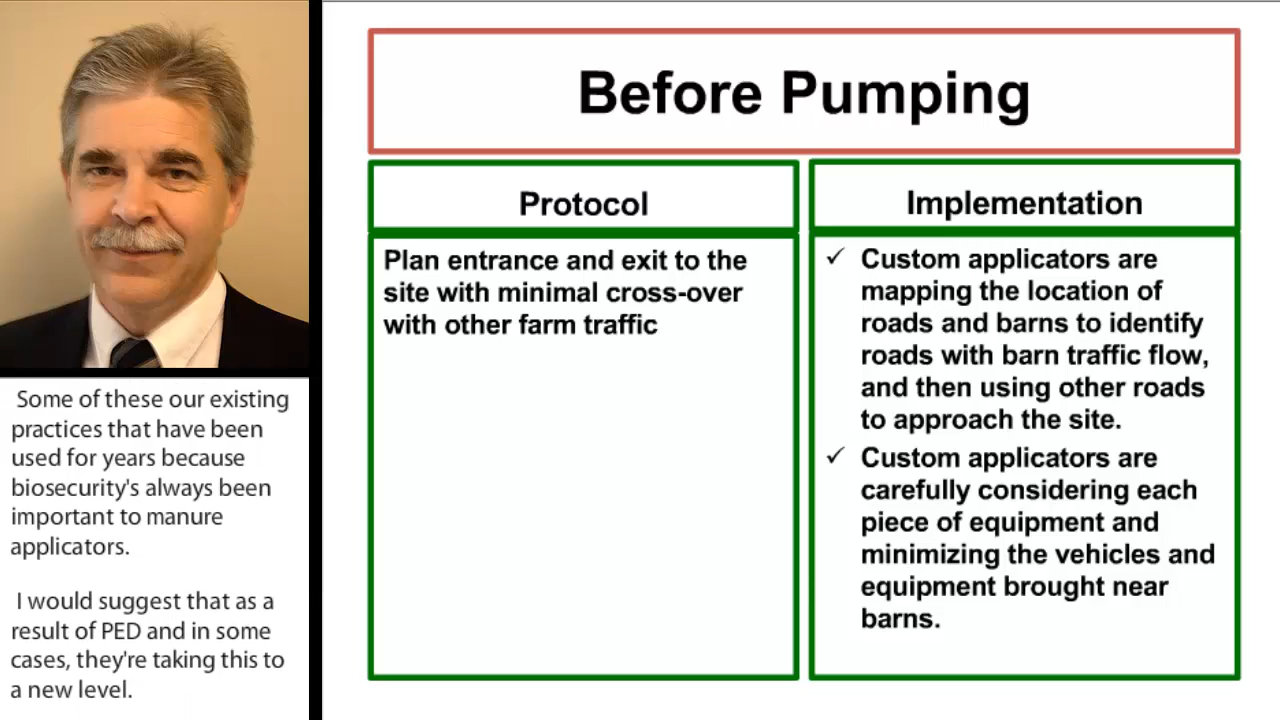 Before Pumping
Protocol
Implementation
Plan entrance and exit to the
site with minimal cross-over
with other farm traffic
✓ Custom applicators are
mapping the location of
roads and barns to identify
roads with barn traffic flow,
and then using other roads
to approach the site.
✓ Custom applicators are
carefully considering each
piece of equipment and
minimizing the vehicles and
equipment brought near
barns.
Some of these our existing
practices that have been
used for years because
biosecurity's always been
important to manure
applicators.
I would suggest that as a
result of PED and in some
cases, they're taking this to
a new level.